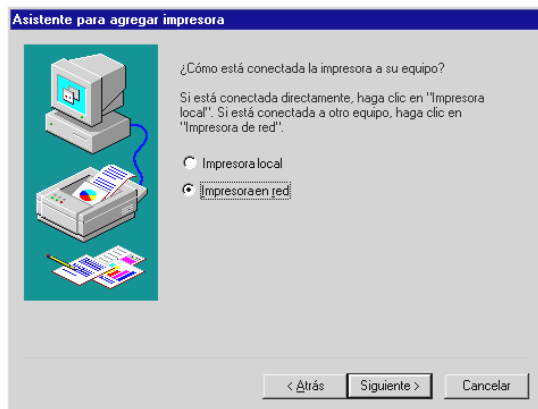 Asistente para agregar impresora
¿Cómo está conectada la impresora a su equipo?
Si está conectada directamente, haga clic en "Impresora
local". Si está conectada a otro equipo, haga clic en
"Impresora de red".
Impresora local
Impresora en red
< Atrás
Siguiente >
Cancelar